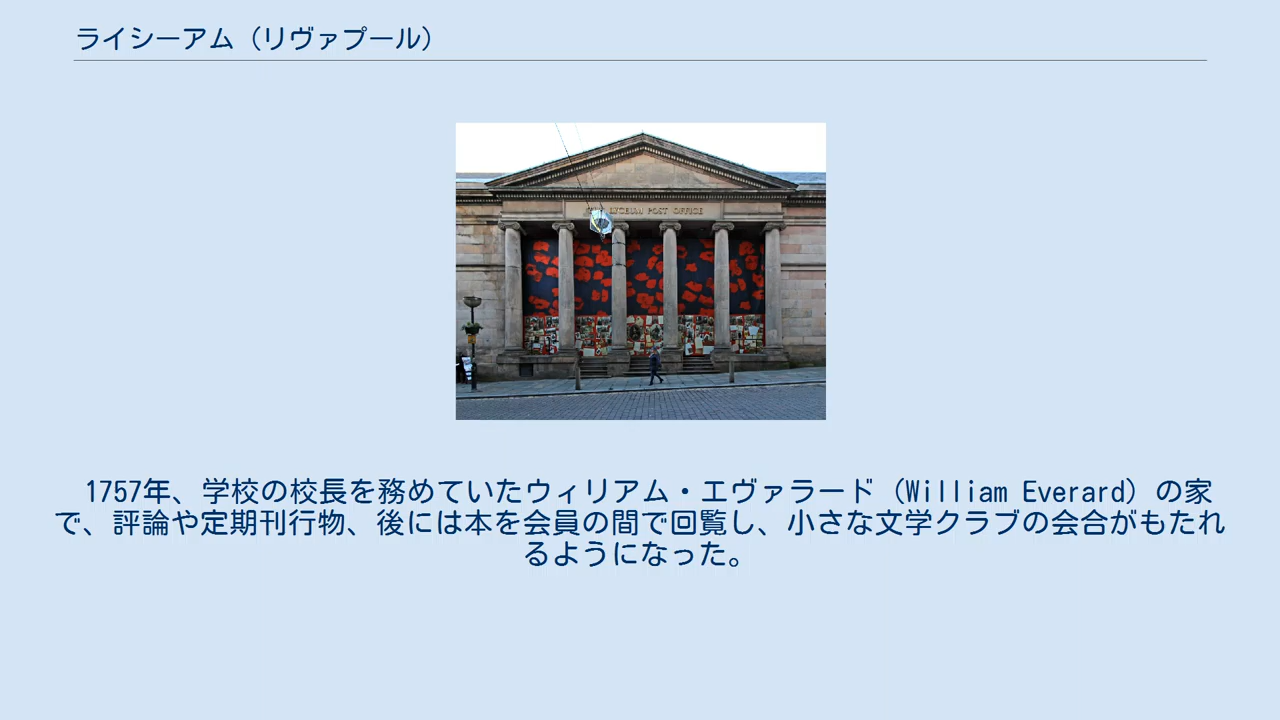 ライシーアム（リヴァプール）
LYCEUM POST OFFICE
1757年、学校の校長を務めていたウィリアム・エヴァラード（William Everard）の家
で、評論や定期刊行物、後には本を会員の間で回覧し、小さな文学クラブの会合がもたれ
るようになった。